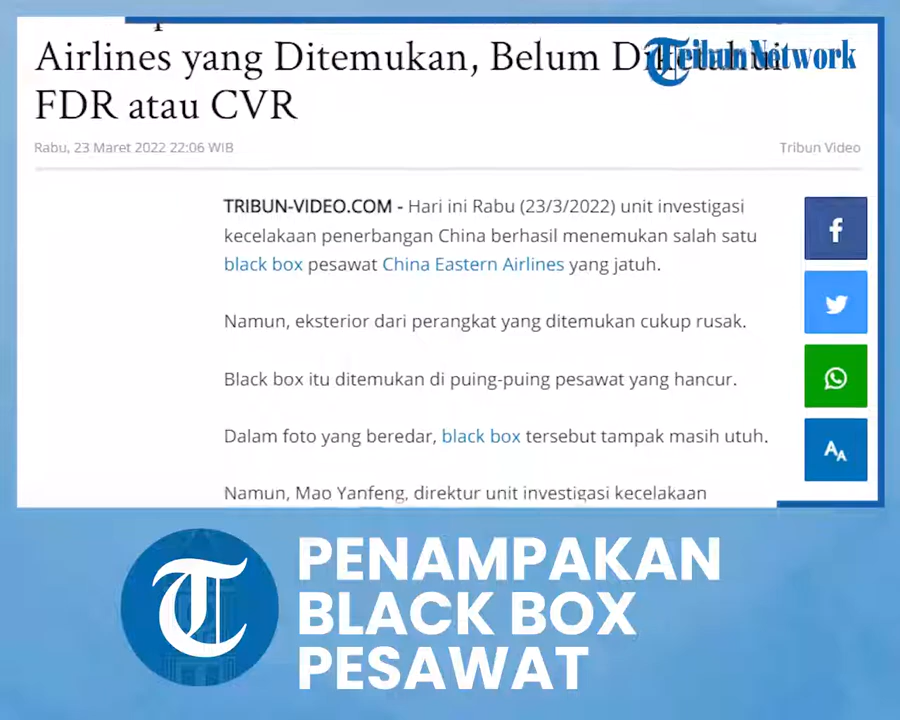 Airlines yang Ditemukan, Belum Diketahui
Tribun Network
FDR atau CVR
Rabu, 23 Maret 2022 22:06 WIB
Tribun Video
TRIBUN-VIDEO.COM - Hari ini Rabu (23/3/2022) unit investigasi
kecelakaan penerbangan China berhasil menemukan salah satu
black box pesawat China Eastern Airlines yang jatuh.
Namun, eksterior dari perangkat yang ditemukan cukup rusak.
Black box itu ditemukan di puing-puing pesawat yang hancur.
Dalam foto yang beredar, black box tersebut tampak masih utuh.
Namun, Mao Yanfeng, direktur unit investigasi kecelakaan
f
AA
T
PENAMPAKAN
BLACK BOX
PESAWAT